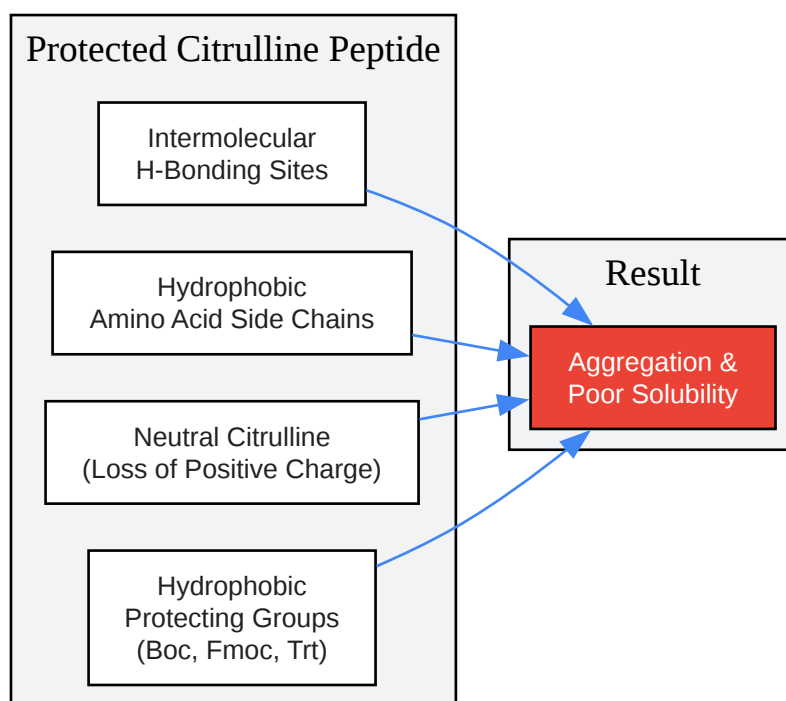 Protected Citrulline Peptide
Intermolecular
H-Bonding Sites
Hydrophobic
Amino Acid Side Chains
Neutral Citrulline
(Loss of Positive Charge)
Hydrophobic
Protecting Groups
(Boc, Fmoc, Trt)
Result
Aggregation &
Poor Solubility